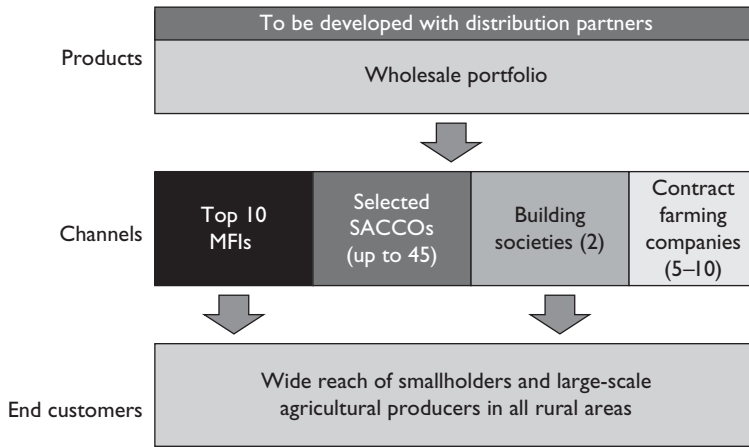 To be developed with distribution partners
Products
Wholesale portfolio
Channels
Top 10
MFIs
Selected
SACCOs
(up to 45)
Building
societies (2)
Contract
farming
companies
(5–10)
End customers
Wide reach of smallholders and large-scale
agricultural producers in all rural areas